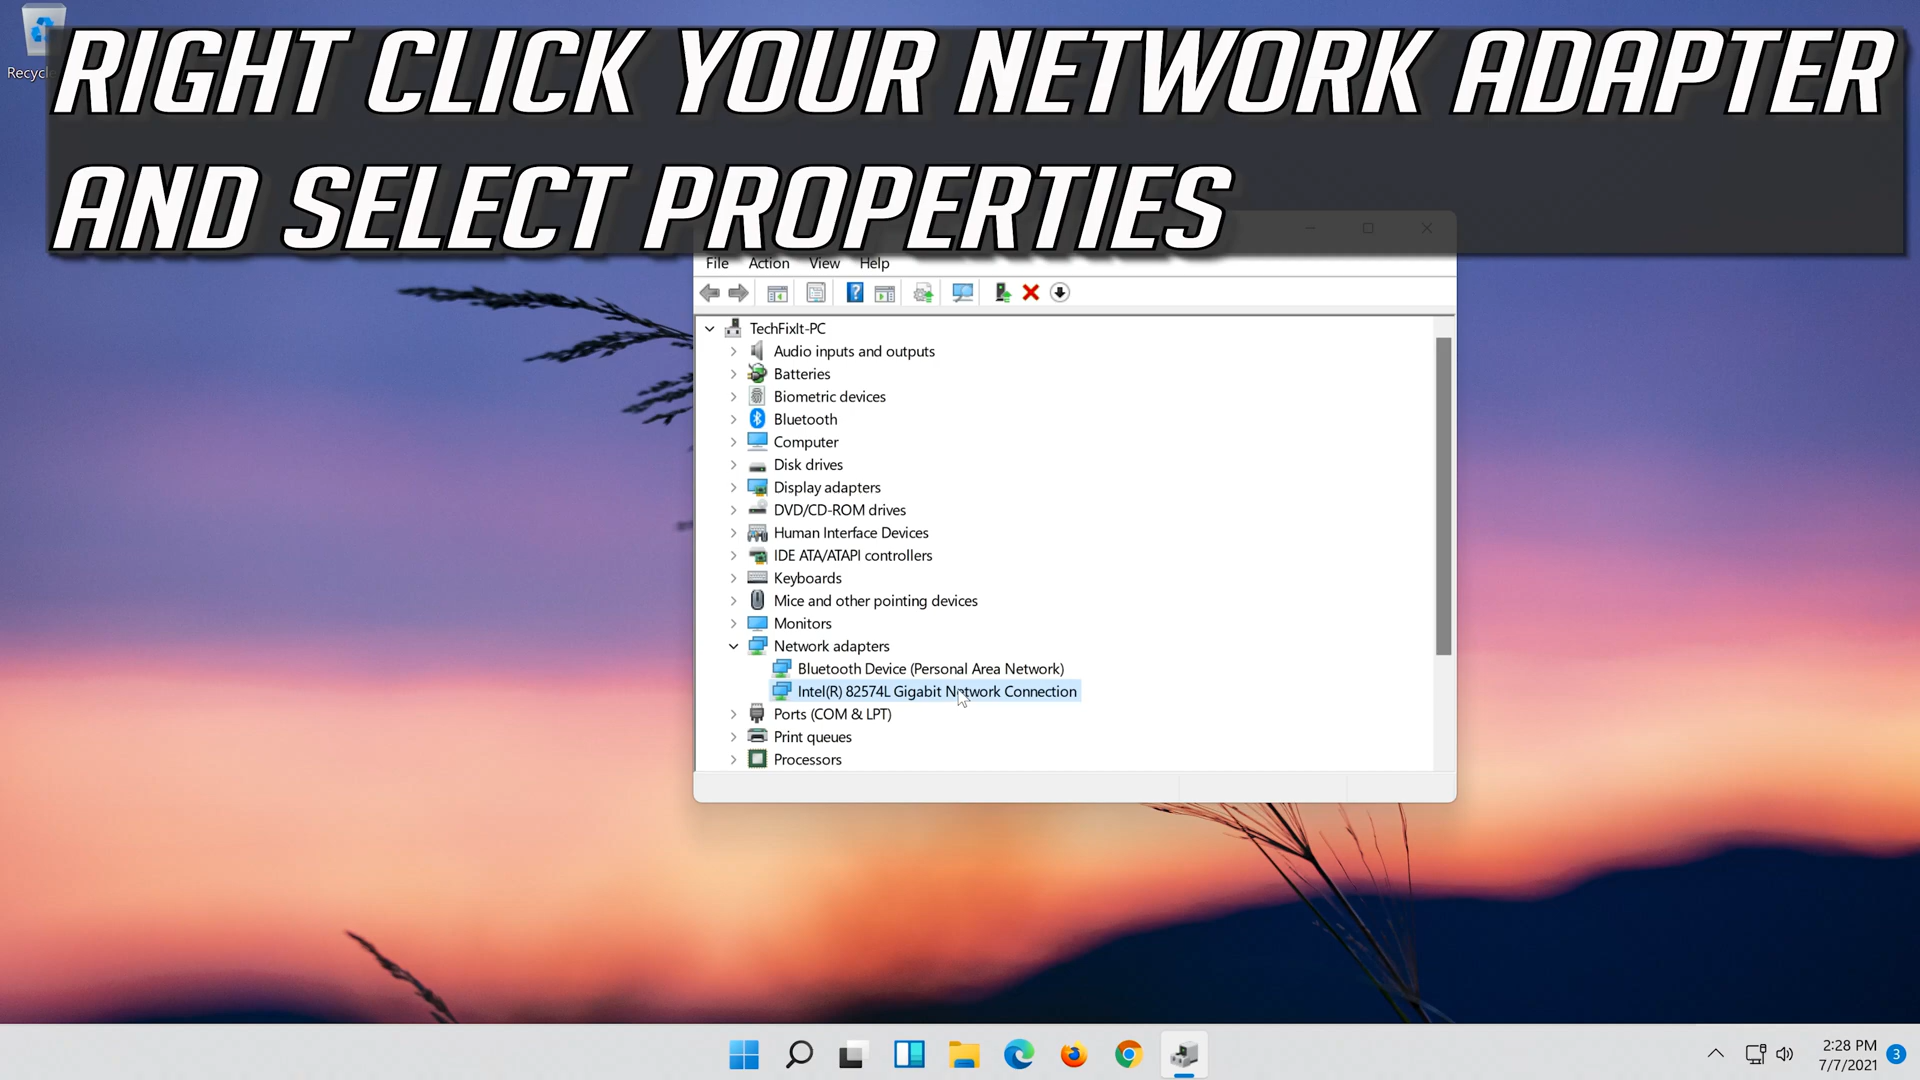 RIGHT CLICK YOUR NETWORK ADAPTER
AND SELECT PROPERTIES
File Action View Help
TechFixIt-PC
Audio inputs and outputs
Batteries
Biometric devices
Bluetooth
Computer
Disk drives
Display adapters
DVD/CD-ROM drives
Human Interface Devices
IDE ATA/ATAPI controllers
Keyboards
Mice and other pointing devices
Monitors
Network adapters
Bluetooth Device (Personal Area Network)
Intel(R) 82574L Gigabit Network Connection
Ports (COM & LPT)
Print queues
Processors
2:28 PM
7/7/2021
3